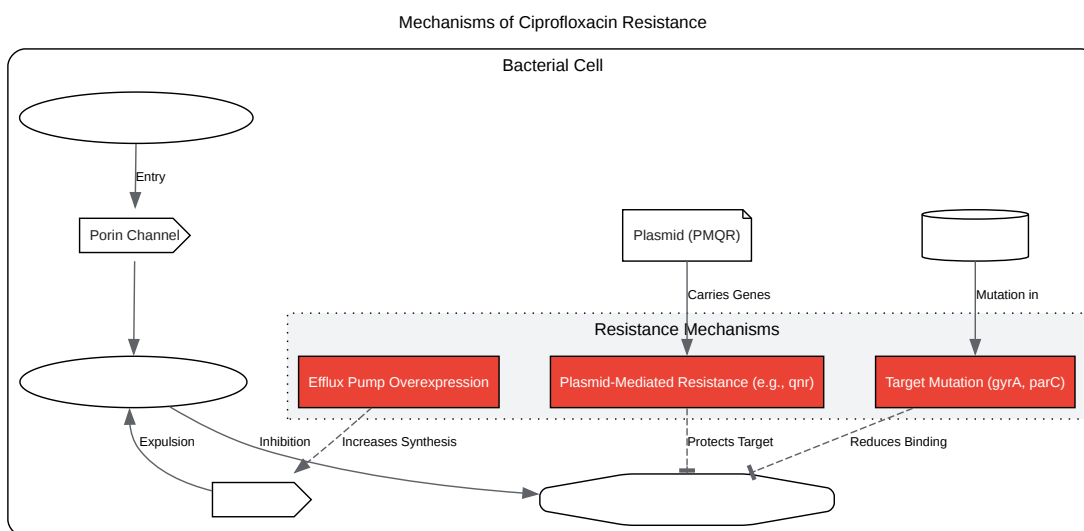 Mechanisms of Ciprofloxacin Resistance
Bacterial Cell
Entry
Porin Channel
Plasmid (PMQR)
Carries Genes
Mutation in
Resistance Mechanisms
Efflux Pump Overexpression
Plasmid-Mediated Resistance (e.g., qnr)
Target Mutation (gyrA, parC)
Expulsion
Inhibition
Increases Synthesis
Protects Target
Reduces Binding